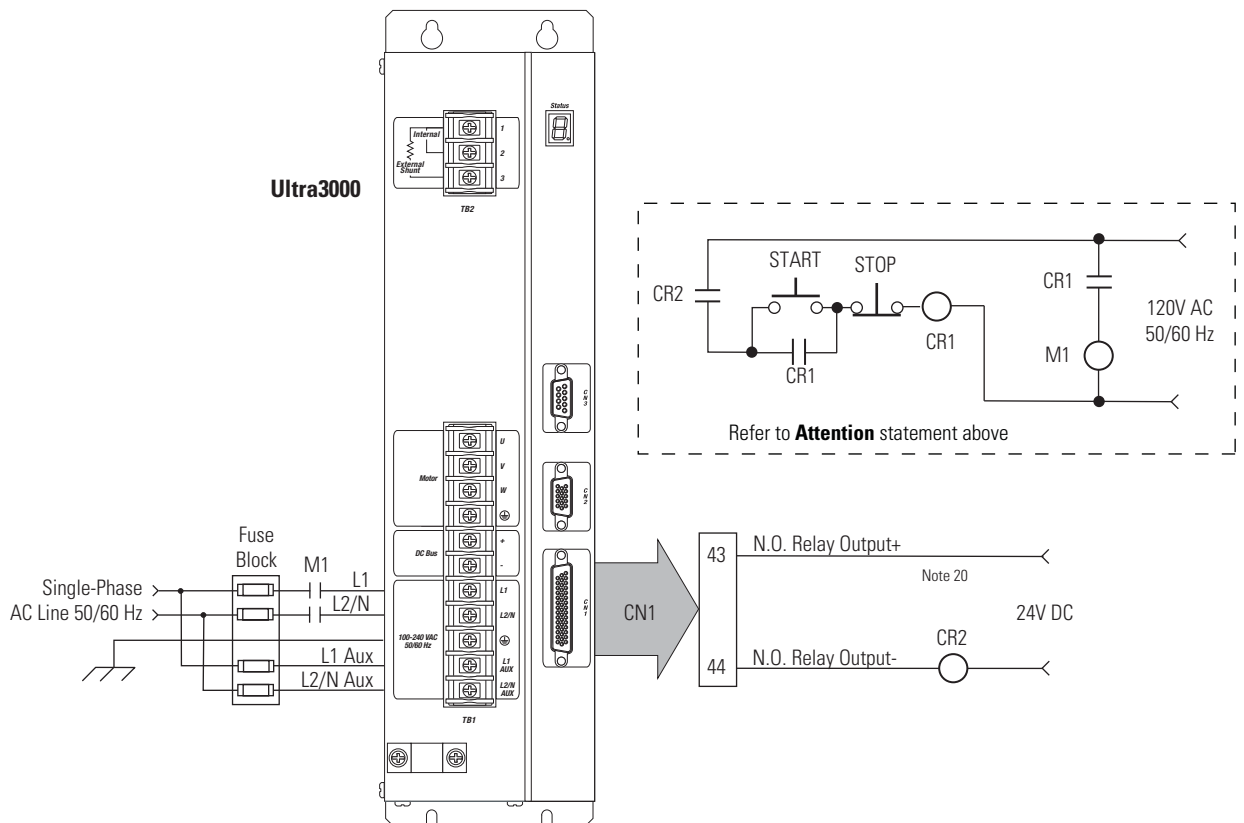 Ultra3000
Status
Internal
External
Shunt
1
2
3
TB2
START
STOP
CR2
CR1
CR1
CR1
M1
120V AC
50/60 Hz
Refer to Attention statement above
CN3
CN2
CN1
Motor
U
V
W
DC Bus
+
-
100-240 VAC
50/60 Hz
L1
L2/N
L1
AUX
L2/N
AUX
TB1
Fuse
Block
M1
L1
L2/N
Single-Phase
AC Line 50/60 Hz
L1 Aux
L2/N Aux
CN1
43
44
N.O. Relay Output+
Note 20
24V DC
CR2
N.O. Relay Output-